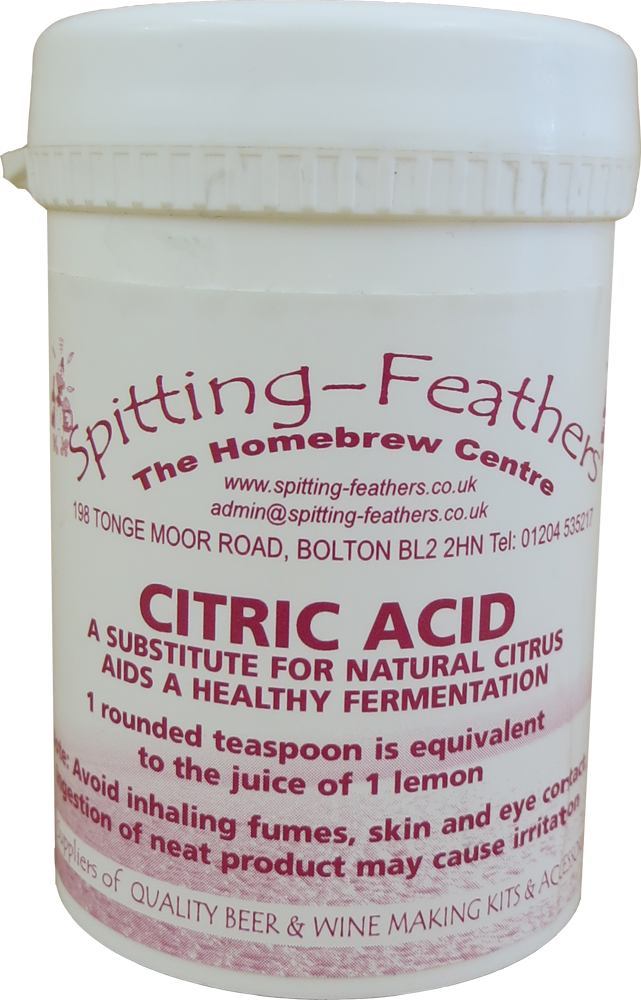 Spitting-Feathers
The Homebrew Centre
www.spitting-feathers.co.uk
admin@spitting-feathers.co.uk
198 TONGE MOOR ROAD, BOLTON BL2 2HN Tel: 01204 535217
CITRIC ACID
A SUBSTITUTE FOR NATURAL CITRUS
AIDS A HEALTHY FERMENTATION
1 rounded teaspoon is equivalent
to the juice of 1 lemon
Avoid inhaling fumes, skin and eye contact,
of neat product may cause irritaton
of QUALITY BEER & WINE MAKING KITS &